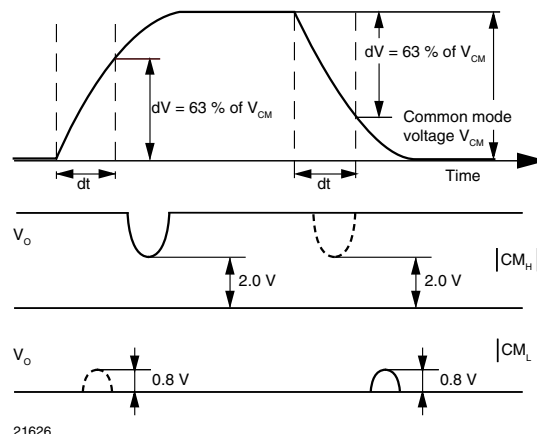 dV = 63 % of V_CM
dV = 63 % of V_CM
Common mode
voltage V_CM
dt
dt
Time
V_O
2.0 V
2.0 V
|CM_H|
V_O
0.8 V
0.8 V
|CM_L
21626